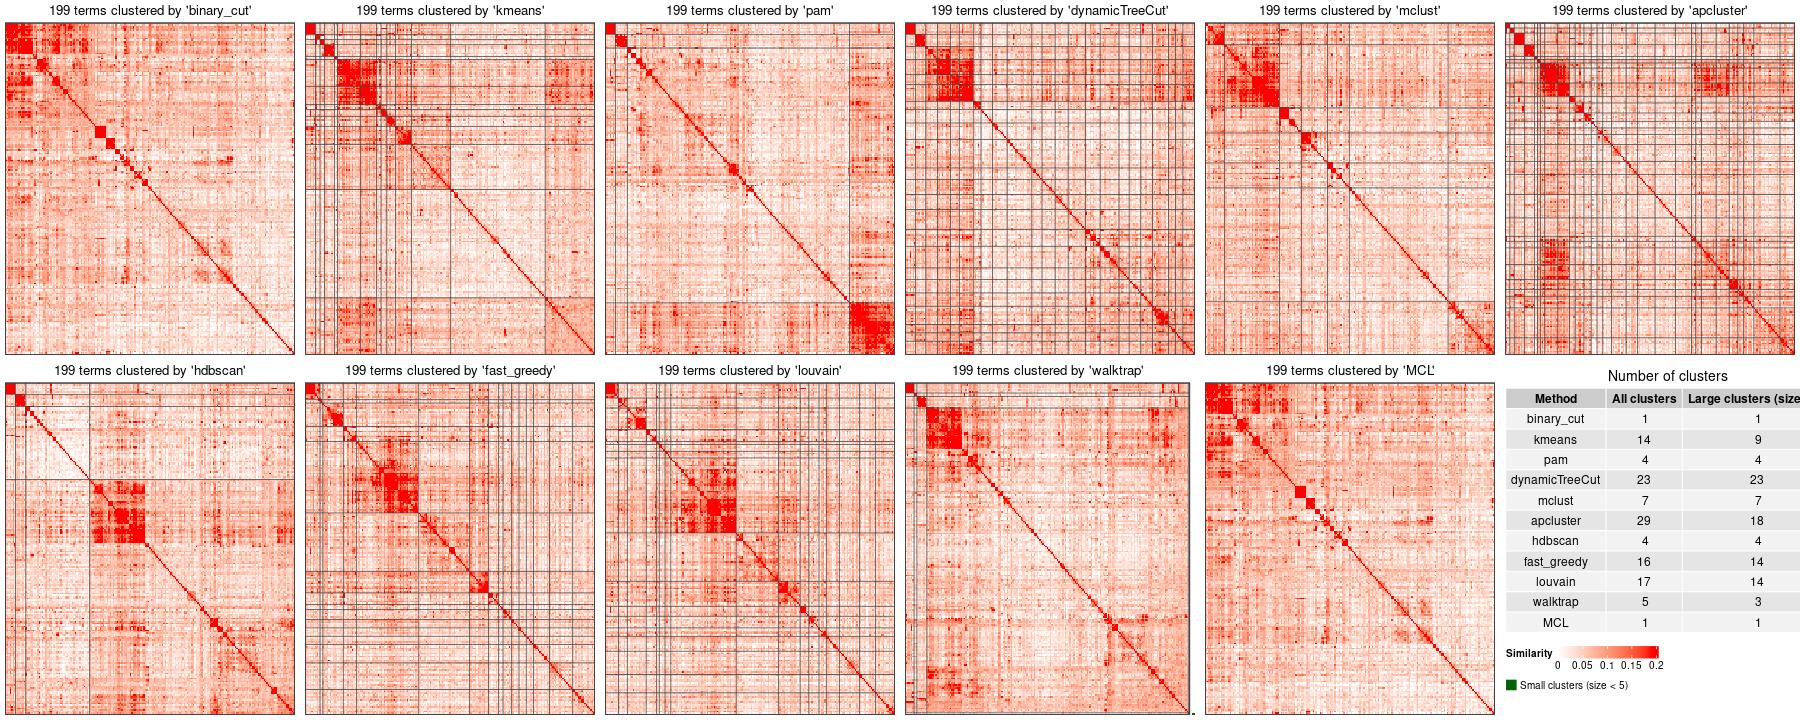 199 terms clustered by 'binary_cut'
199 terms clustered by 'kmeans'
199 terms clustered by 'pam'
199 terms clustered by 'dynamicTreeCut'
199 terms clustered by 'mclust'
199 terms clustered by 'apcluster'
199 terms clustered by 'hdbscan'
199 terms clustered by 'fast_greedy'
199 terms clustered by 'louvain'
199 terms clustered by 'walktrap'
199 terms clustered by 'MCL'
Number of clusters
Method All clusters Large clusters (size
binary_cut 1 1
kmeans 14 9
pam 4 4
dynamicTreeCut 23 23
mclust 7 7
apcluster 29 18
hdbscan 4 4
fast_greedy 16 14
louvain 17 14
walktrap 5 3
MCL 1 1
Similarity
0 0.05 0.1 0.15 0.2
Small clusters (size < 5)